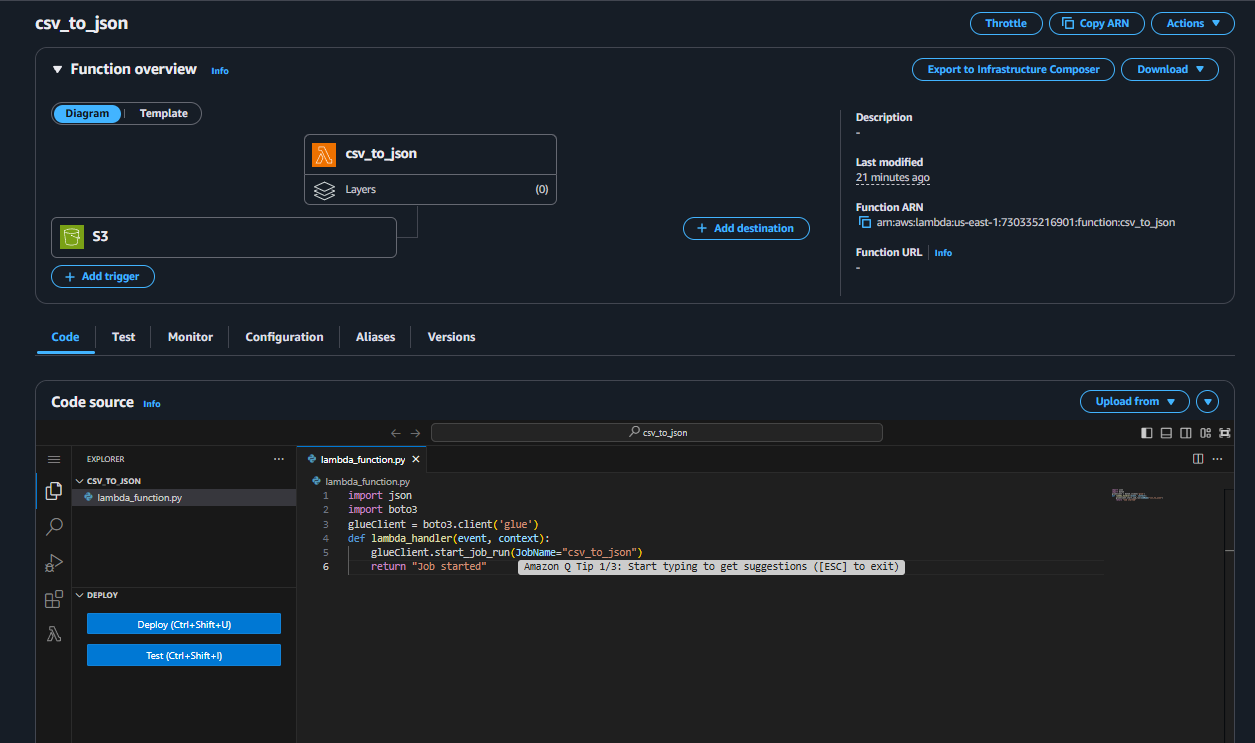 csv_to_json
Throttle
Copy ARN
Actions
Function overview
Info
Export to Infrastructure Composer
Download
Diagram
Template
csv_to_json
Layers
(0)
S3
Add trigger
Add destination
Description
-
Last modified
21 minutes ago
Function ARN
arn:aws:lambda:us-east-1:730335216901:function:csv_to_json
Function URL
Info
-
Code
Test
Monitor
Configuration
Aliases
Versions
Code source
Info
Upload from
csv_to_json
EXPLORER
CSV_TO_JSON
lambda_function.py
DEPLOY
Deploy (Ctrl+Shift+U)
Test (Ctrl+Shift+I)
lambda_function.py
lambda_function.py
1 import json
2 import boto3
3 glueClient = boto3.client('glue')
4 def lambda_handler(event, context):
5 glueClient.start_job_run(JobName="csv_to_json")
6 return "Job started" Amazon Q Tip 1/3: Start typing to get suggestions ([ESC] to exit)